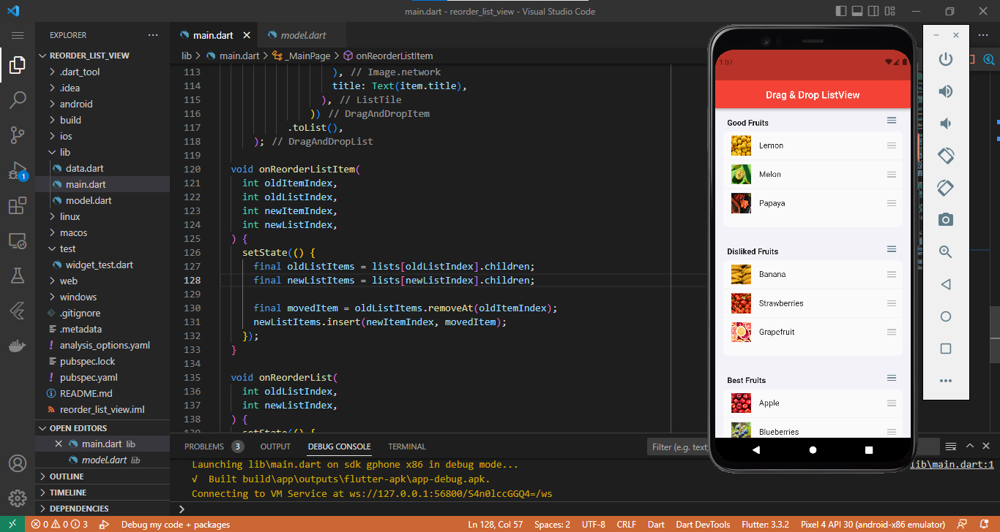 main.dart - reorder_list_view - Visual Studio Code
EXPLORER
REORDER_LIST_VIEW
.dart_tool
.idea
android
build
ios
lib
data.dart
main.dart
model.dart
linux
macos
test
widget_test.dart
web
windows
.gitignore
.metadata
analysis_options.yaml
pubspec.lock
pubspec.yaml
README.md
reorder_list_view.iml
OPEN EDITORS
main.dart lib
model.dart lib
OUTLINE
TIMELINE
DEPENDENCIES
1
main.dart
model.dart
lib > main.dart > _MainPage > onReorderListItem
113 ), // Image.network
114 title: Text(item.title),
115 ), // ListTile
116 )) // DragAndDropItem
117 .toList(),
118 ); // DragAndDropList
119
120 void onReorderListItem(
121 int oldItemIndex,
122 int oldListIndex,
123 int newItemIndex,
124 int newListIndex,
125 ) {
126 setState(() {
127 final oldListItems = lists[oldListIndex].children;
128 final newListItems = lists[newListIndex].children;
129
130 final movedItem = oldListItems.removeAt(oldItemIndex);
131 newListItems.insert(newItemIndex, movedItem);
132 });
133 }
134
135 void onReorderList(
136 int oldListIndex,
137 int newListIndex,
138 ) {
setState(() {
1:07
Drag & Drop ListView
Good Fruits
Lemon
Melon
Papaya
Disliked Fruits
Banana
Strawberries
Grapefruit
Best Fruits
Apple
Blueberries
PROBLEMS 3 OUTPUT DEBUG CONSOLE TERMINAL
Filter (e.g. text
Launching lib\main.dart on sdk gphone x86 in debug mode...
lib\main.dart:1
√ Built build\app\outputs\flutter-apk\app-debug.apk.
Connecting to VM Service at ws://127.0.0.1:56800/S4n0lccGGQ4=/ws
0 0 3 Debug my code + packages
Ln 128, Col 57 Spaces: 2 UTF-8 CRLF Dart Dart DevTools Flutter: 3.3.2 Pixel 4 API 30 (android-x86 emulator)